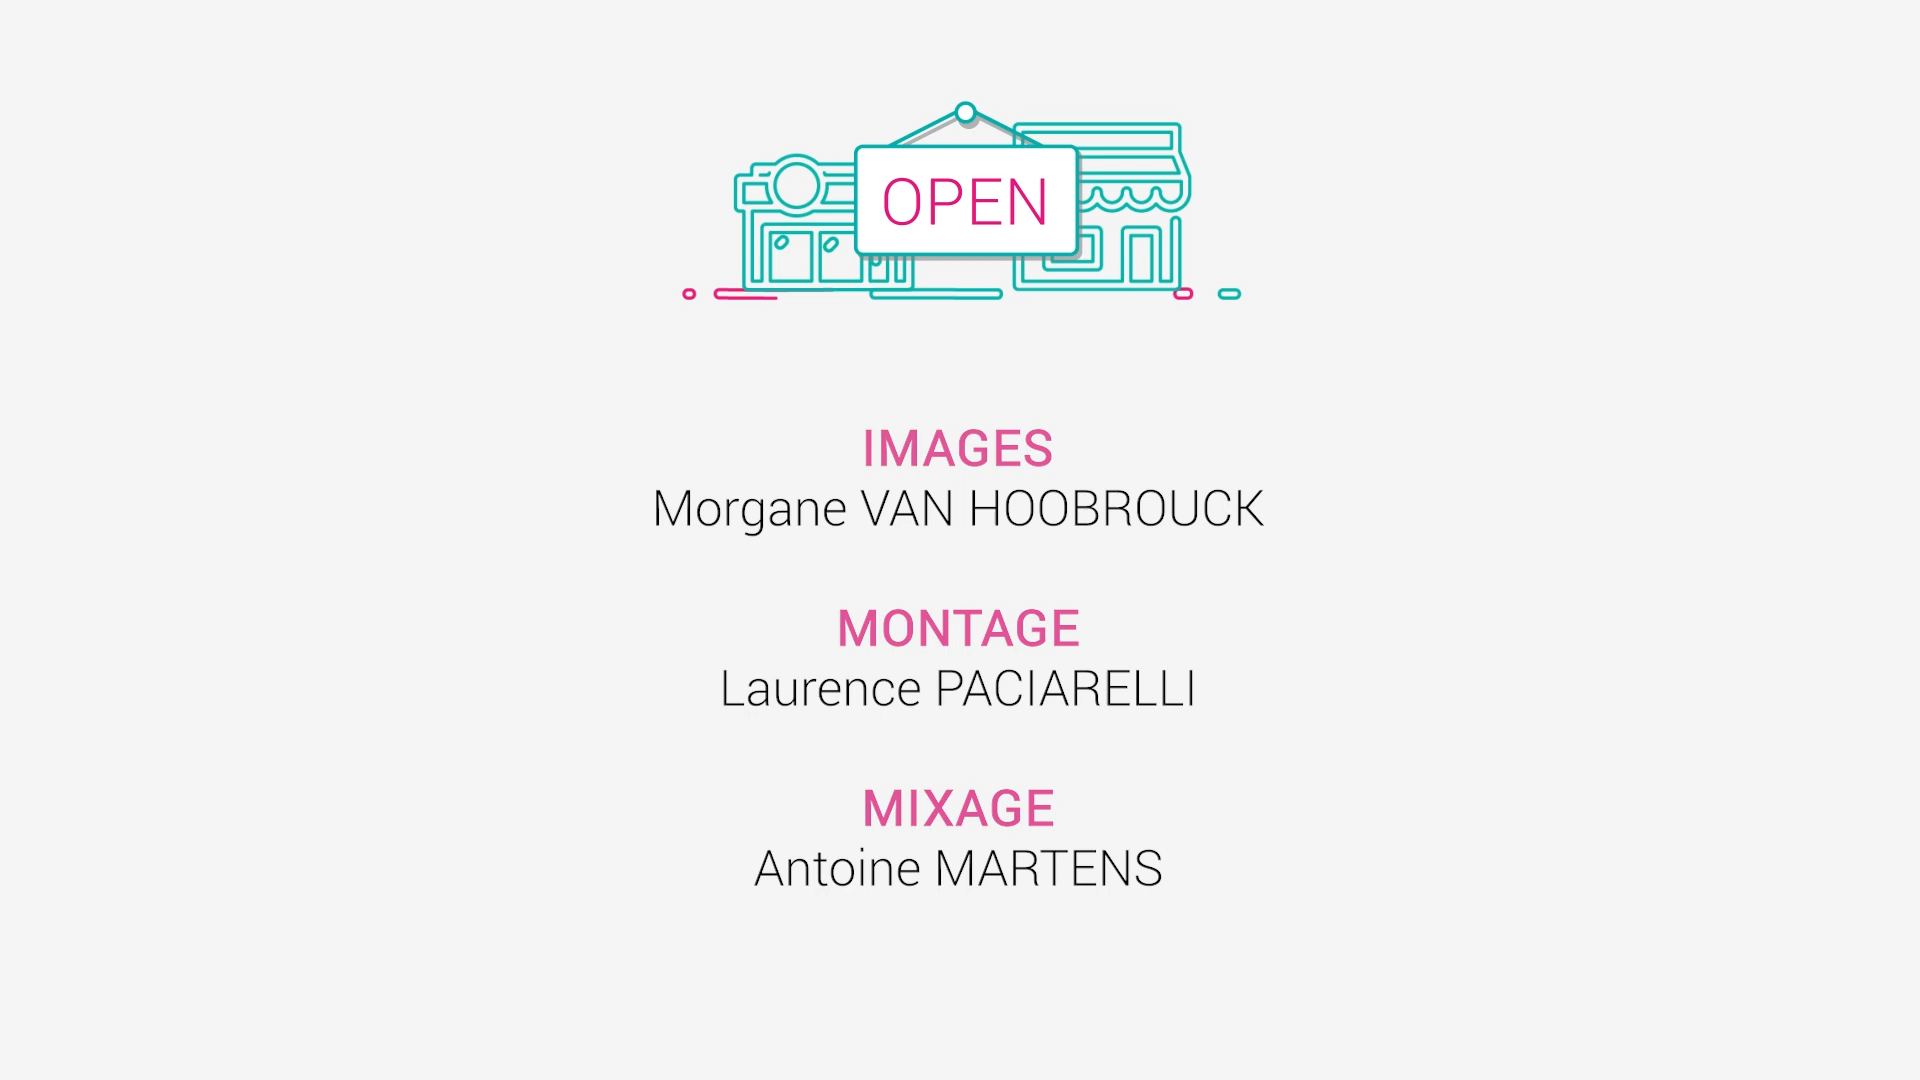 OPEN
IMAGES
Morgane VAN HOOBROUCK
MONTAGE
Laurence PACIARELLI
MIXAGE
Antoine MARTENS